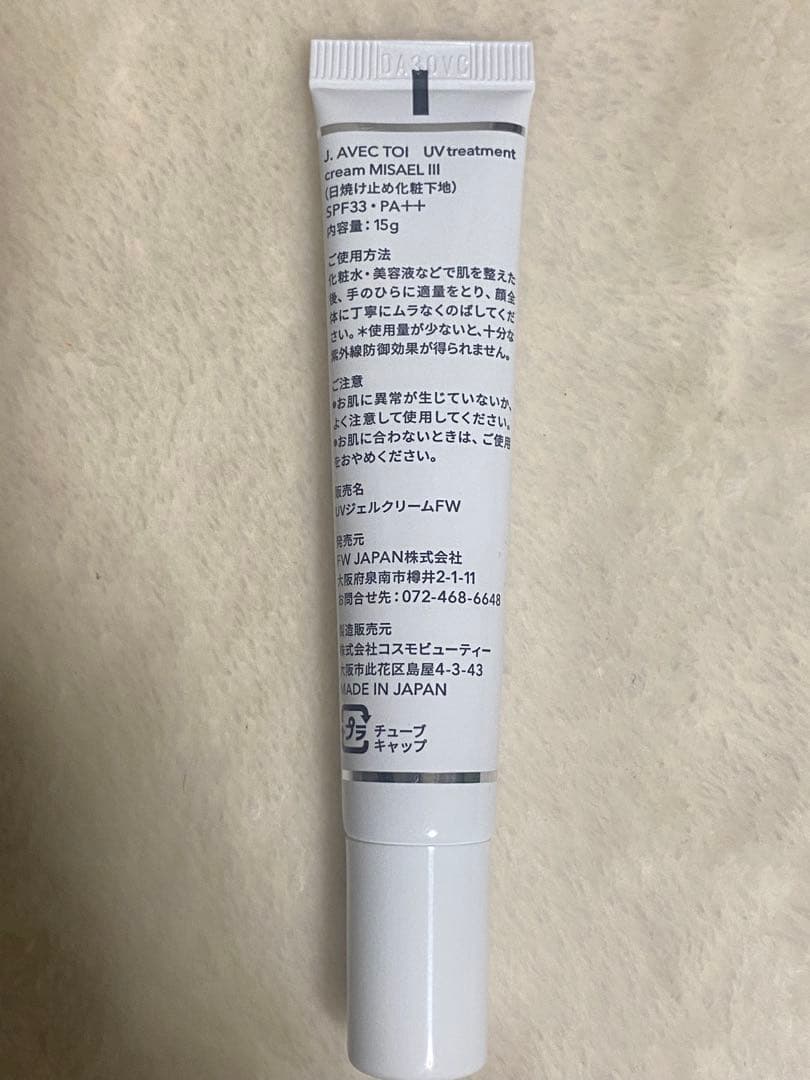 0A30VC
J. AVEC TOI UV treatment
cream MISAEL III
(日焼け止め化粧下地)
SPF33・PA++
内容量：15g
ご使用方法
化粧水・美容液などで肌を整えた
後、手のひらに適量をとり、顔全
体に丁寧にムラなくのばしてくだ
さい。＊使用量が少ないと、十分な
紫外線防御効果が得られません。
ご注意
●お肌に異常が生じていないか、
よく注意して使用してください。
●お肌に合わないときは、ご使用
をおやめください。
販売名
UVジェルクリームFW
発売元
FW JAPAN株式会社
大阪府泉南市樽井2-1-11
お問合せ先：072-468-6648
製造販売元
株式会社コスモビューティー
大阪市此花区島屋4-3-43
MADE IN JAPAN
プラ チューブ
キャップ